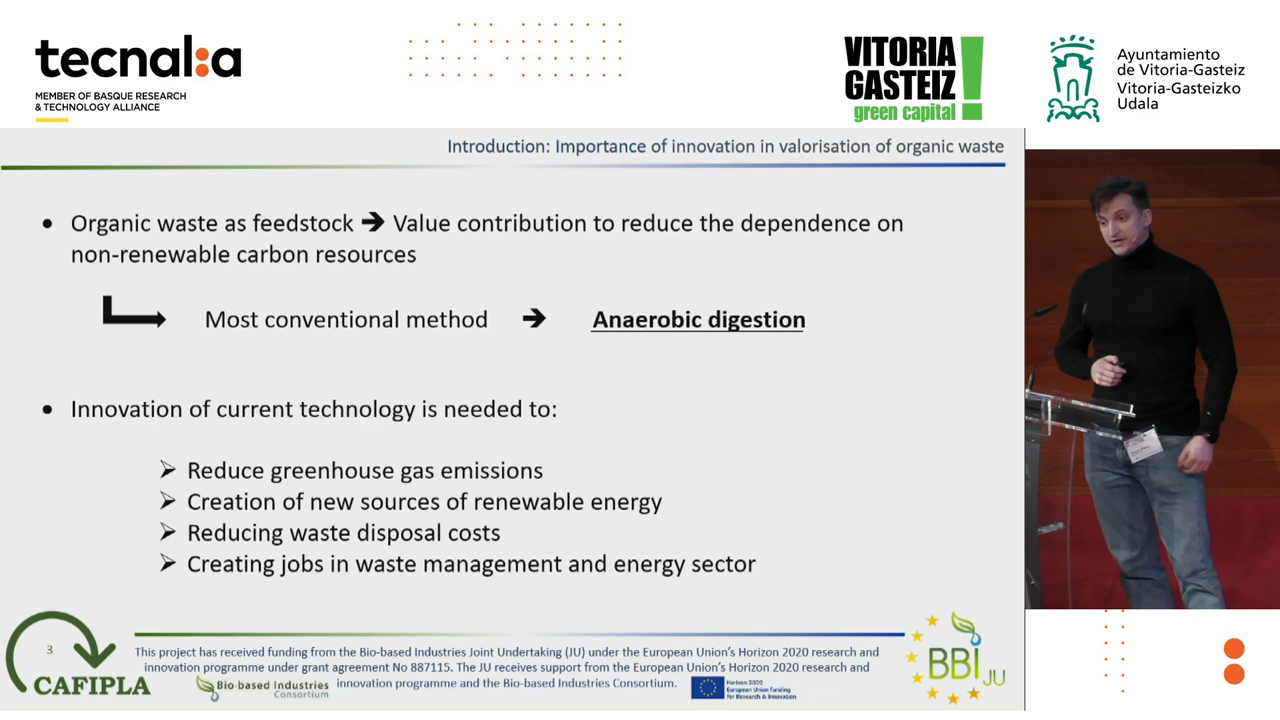 tecnal:a
MEMBER OF BASQUE RESEARCH
& TECHNOLOGY ALLIANCE
VITORIA
GASTEIZ
green capital
Ayuntamiento
de Vitoria-Gasteiz
Vitoria-Gasteizko
Udala
Introduction: Importance of innovation in valorisation of organic waste
• Organic waste as feedstock ➔ Value contribution to reduce the dependence on
non-renewable carbon resources
Most conventional method ➔ Anaerobic digestion
• Innovation of current technology is needed to:
➢ Reduce greenhouse gas emissions
➢ Creation of new sources of renewable energy
➢ Reducing waste disposal costs
➢ Creating jobs in waste management and energy sector
3
CAFIPLA
This project has received funding from the Bio-based Industries Joint Undertaking (JU) under the European Union's Horizon 2020 research and
innovation programme under grant agreement No 887115. The JU receives support from the European Union's Horizon 2020 research and
innovation programme and the Bio-based Industries Consortium.
Bio-based Industries
Consortium
Horizon 2020
European Union Funding
for Research & Innovation
BBI JU